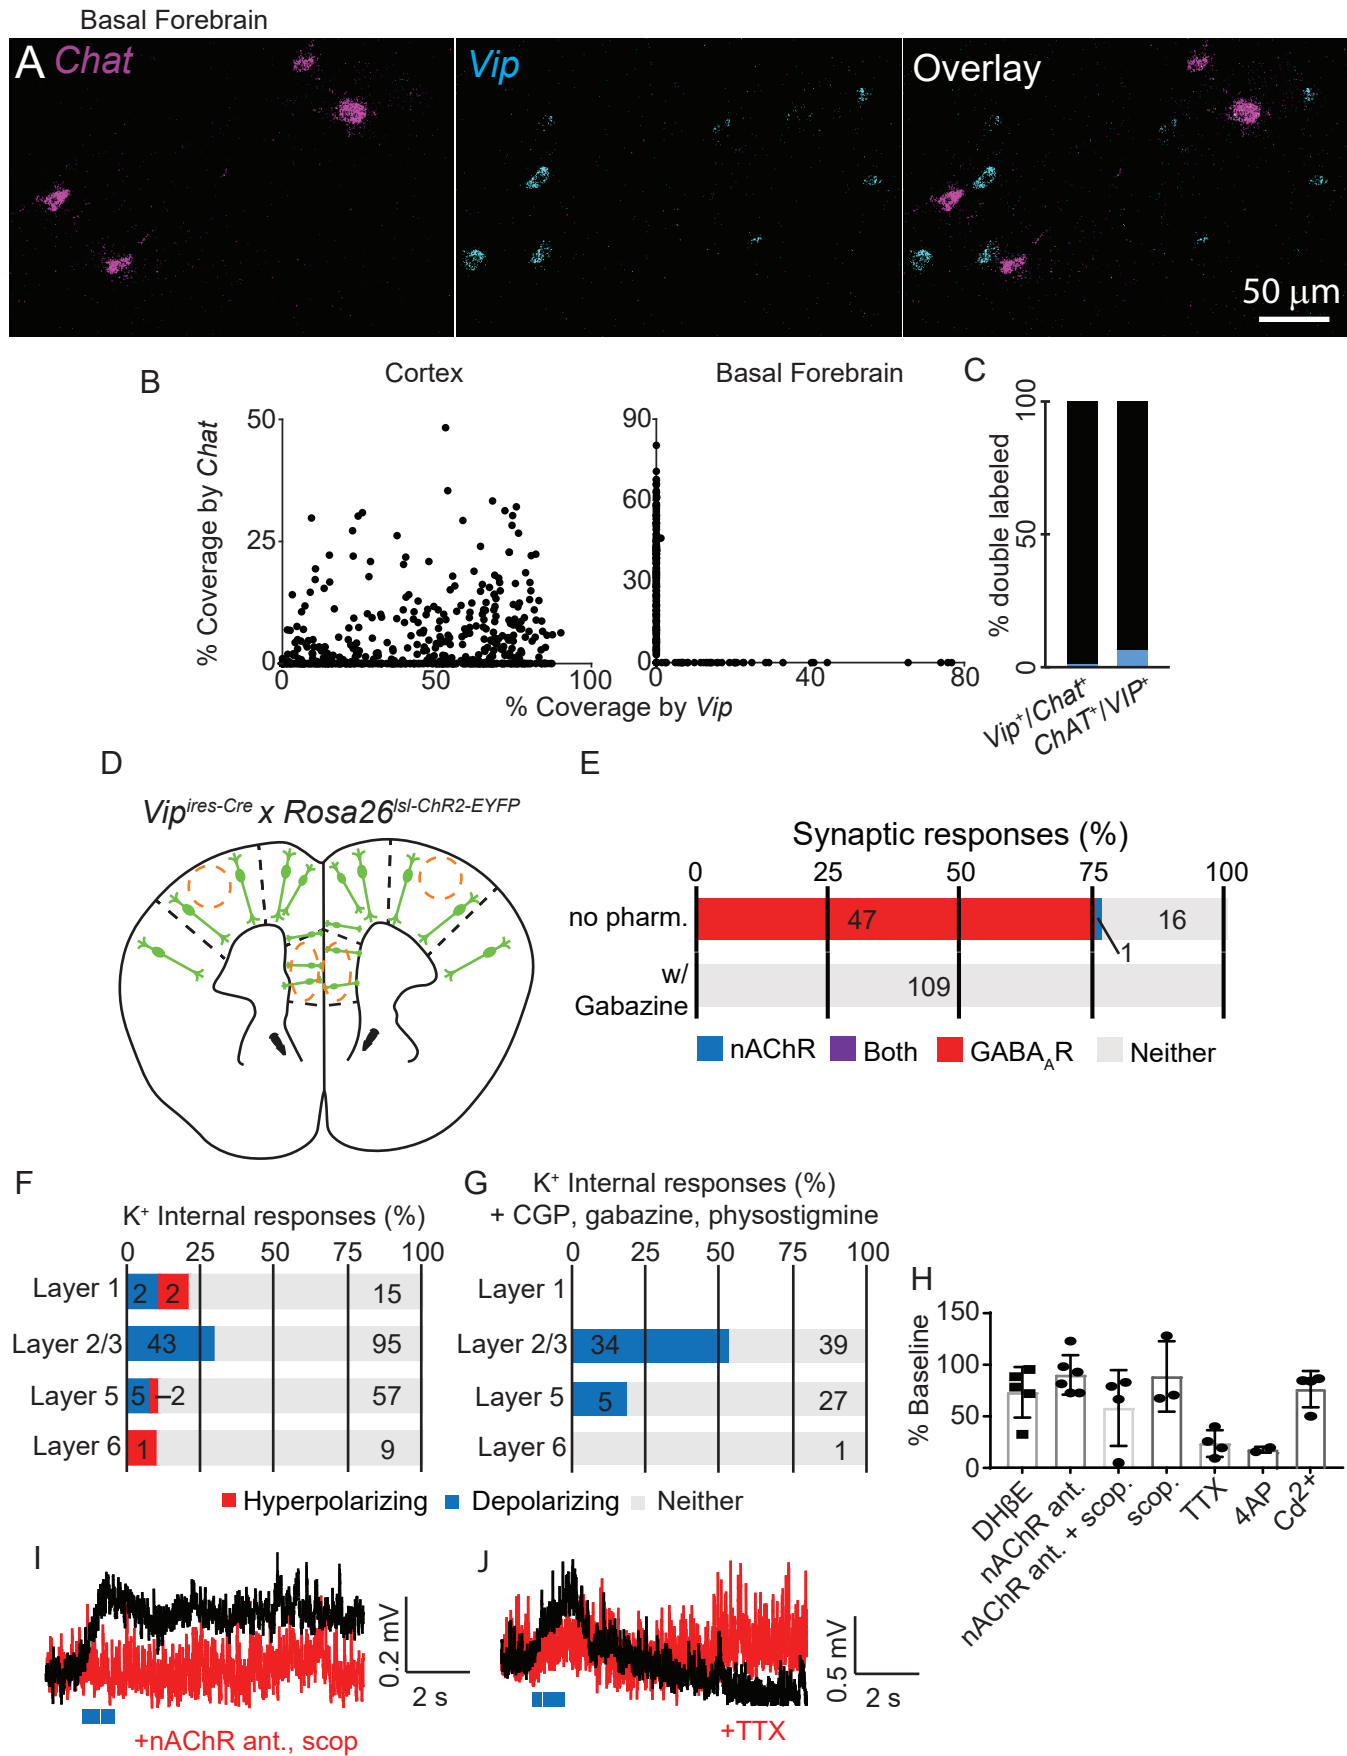 Basal Forebrain
A Chat
Vip
Overlay
50 μm
B
Cortex
Basal Forebrain
C
% Coverage by Chat
50
25
0
0
50
100
90
60
30
0
0
40
80
% Coverage by Vip
% double labeled
100
50
0
Vip+/Chat+
ChAT+/VIP+
D
Vip^ires-Cre x Rosa26^lsl-ChR2-EYFP
E
Synaptic responses (%)
0 25 50 75 100
no pharm. 47 16
1
w/ Gabazine
109
nAChR Both GABA_AR Neither
F
K+ Internal responses (%)
0 25 50 75 100
Layer 1 2 2 15
Layer 2/3 43 95
Layer 5 5 2 57
Layer 6 1 9
G
K+ Internal responses (%)
+ CGP, gabazine, physostigmine
0 25 50 75 100
Layer 1
Layer 2/3 34 39
Layer 5 5 27
Layer 6 1
Hyperpolarizing Depolarizing Neither
H
% Baseline
150
100
50
0
DHβE
nAChR ant.
nAChR ant. + scop.
scop.
TTX
4AP
Cd2+
I
0.2 mV
2 s
+nAChR ant., scop
J
0.5 mV
2 s
+TTX